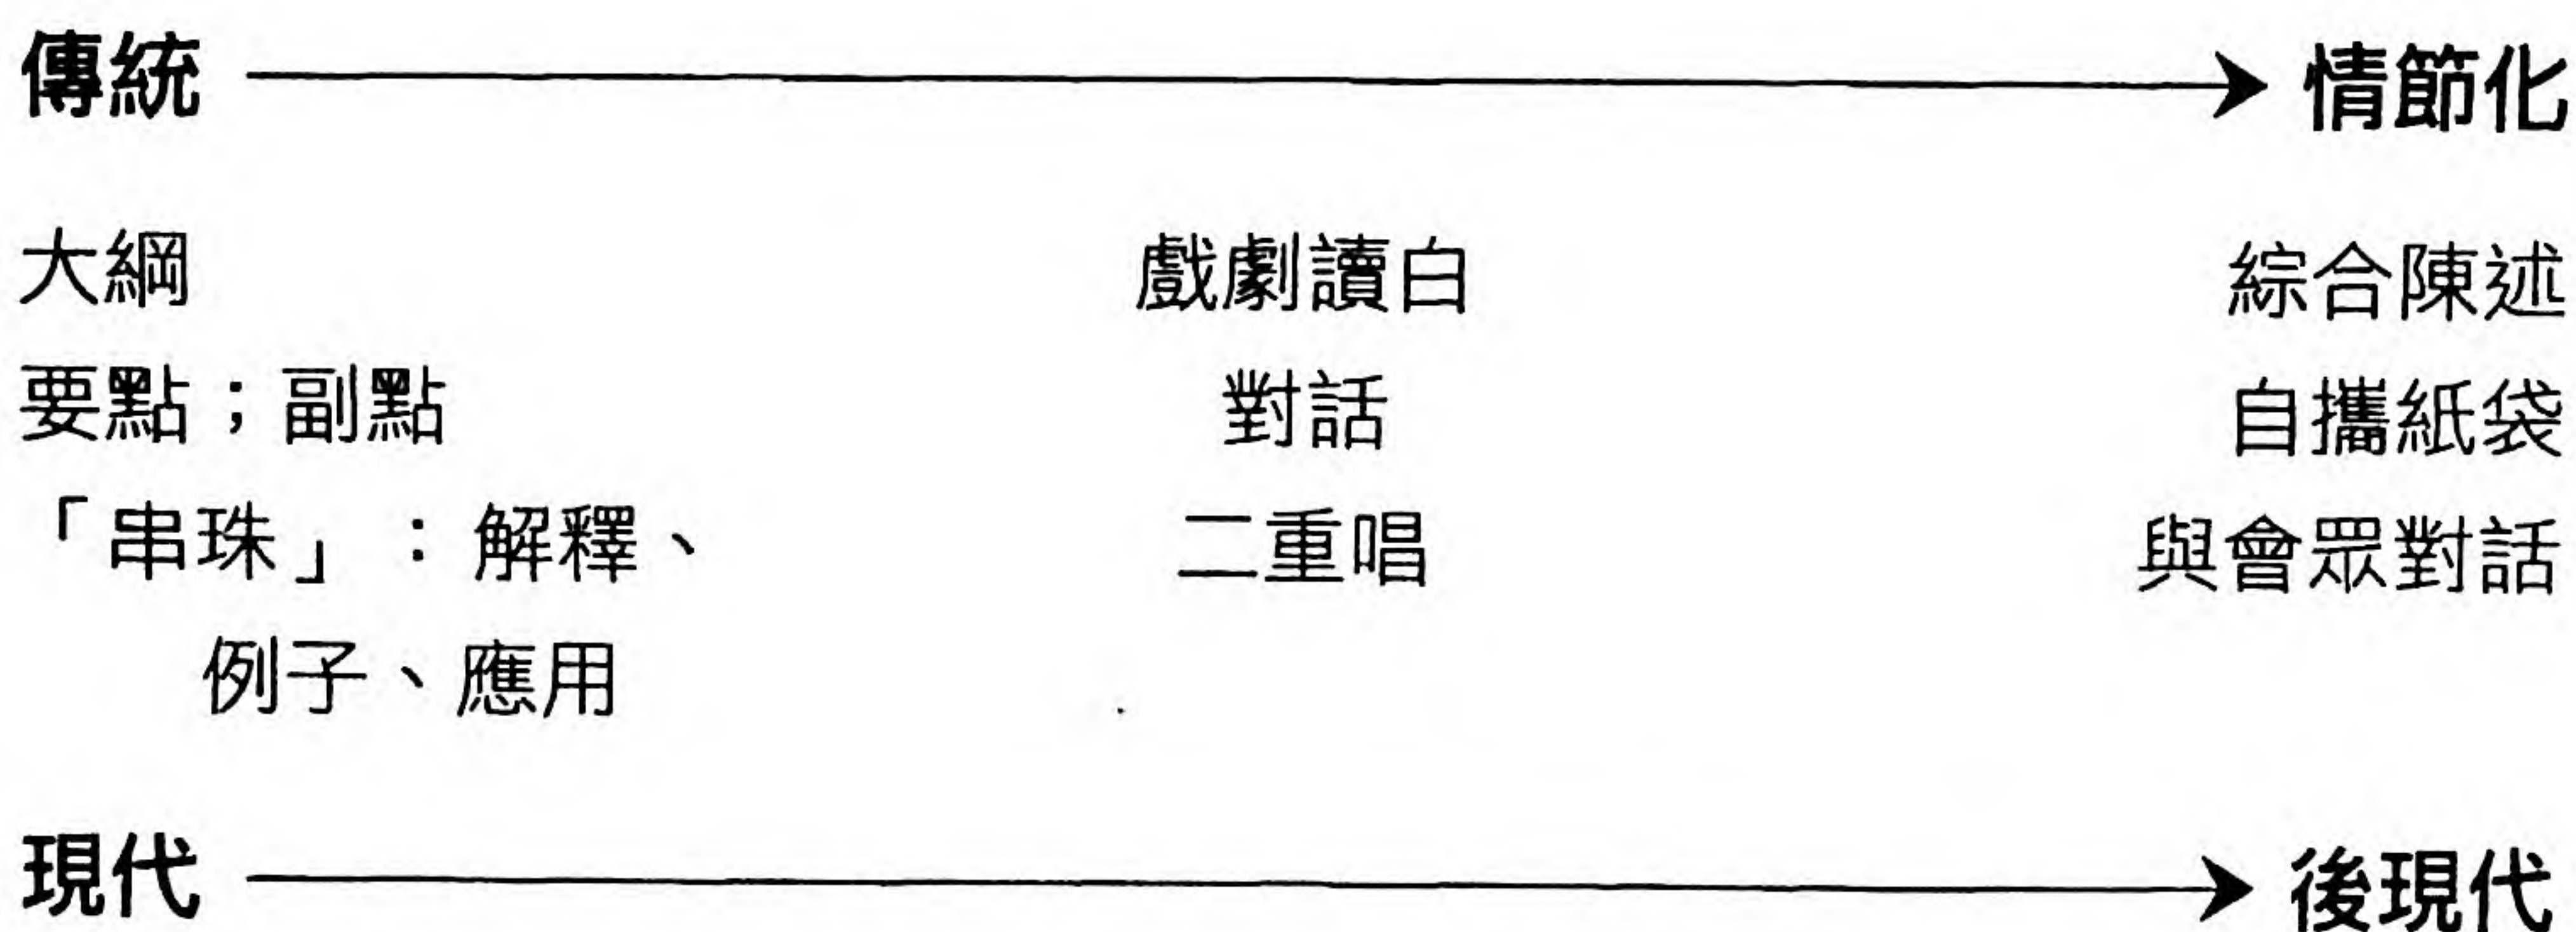 傳統 情節化
大綱 戲劇讀白 綜合陳述
要點；副點 對話 自攜紙袋
「串珠」：解釋、 二重唱 與會眾對話
例子、應用
現代 後現代